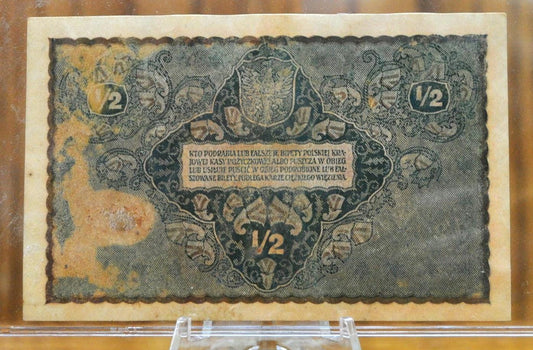 1/2
1/2
KTO PODRABIA LUB FAŁSZUJE BILETY POLSKIEJ KRA-
JOWEJ KASY POŻYCZKOWEJ ALBO PUSZCZA W OBIEG
LUB USIŁUJE PUŚCIĆ W OBIEG PODROBIONE LUB FAŁ-
SZOWANE BILETY, PODLEGA KARZE CIĘŻKIEGO WIĘZIENIA.
1/2